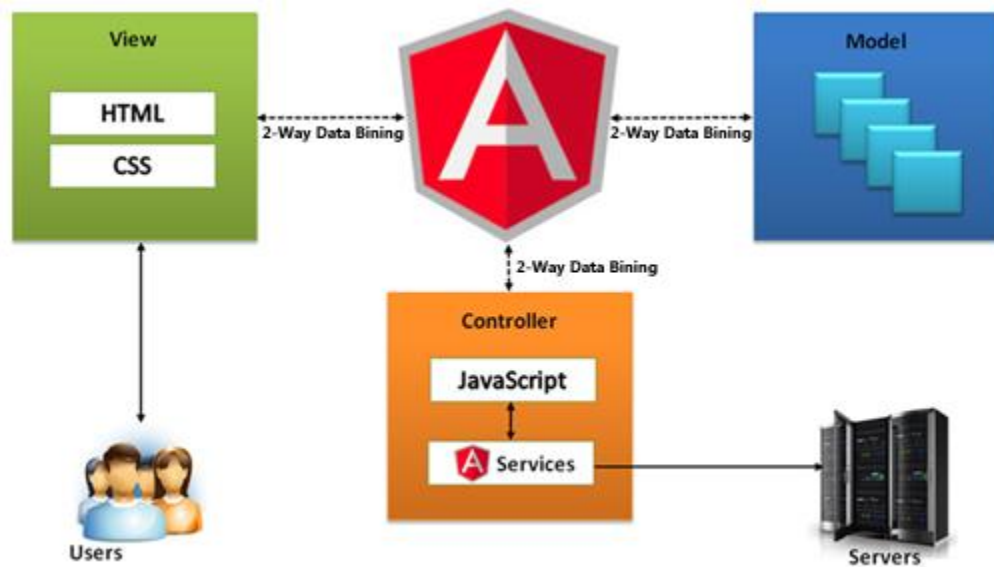 View
HTML
CSS
2-Way Data Bining
A
2-Way Data Bining
Model
2-Way Data Bining
Controller
JavaScript
A Services
Users
Servers